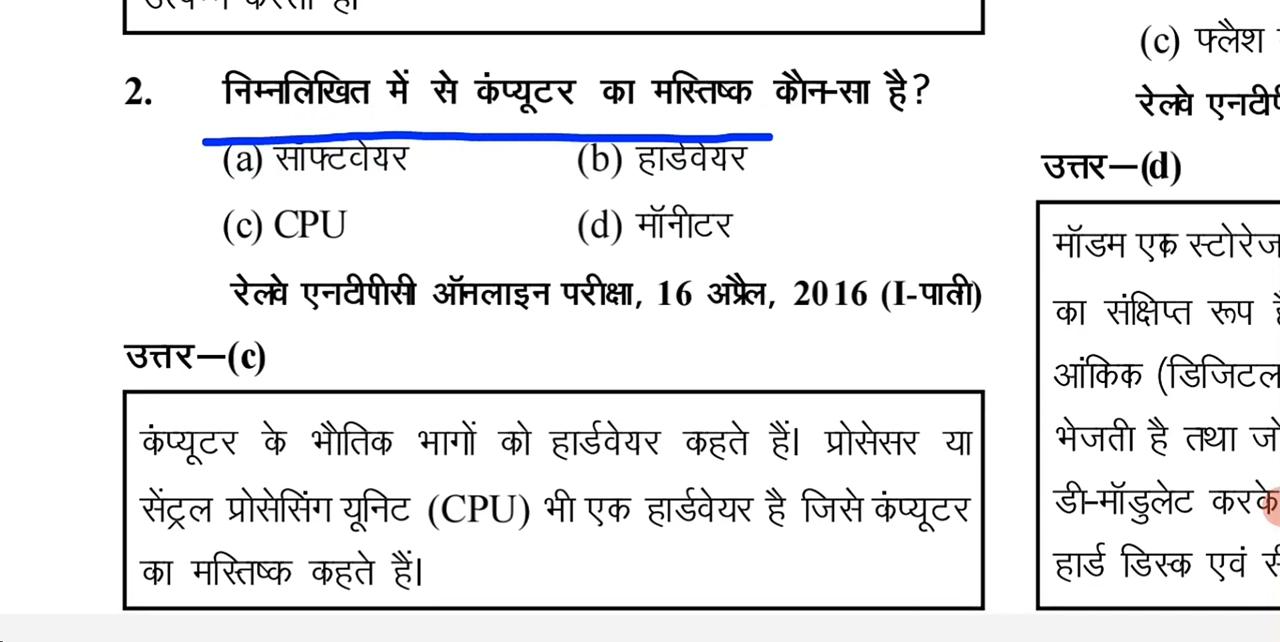 2. निम्नलिखित में से कंप्यूटर का मस्तिष्क कौन-सा है?
(a) सॉफ्टवेयर (b) हार्डवेयर
(c) CPU (d) मॉनीटर
रेलवे एनटीपीसी ऑनलाइन परीक्षा, 16 अप्रैल, 2016 (I-पाली)
उत्तर—(c)
कंप्यूटर के भौतिक भागों को हार्डवेयर कहते हैं। प्रोसेसर या
सेंट्रल प्रोसेसिंग यूनिट (CPU) भी एक हार्डवेयर है जिसे कंप्यूटर
का मस्तिष्क कहते हैं।
(c) फ्लैश
रेलवे
उत्तर—(d)
मॉडम एक स्टोरेज
का संक्षिप्त रूप
आंकिक (डिजिटल
भेजती है तथा जो
डी-मॉडुलेट करके
हार्ड डिस्क एवं